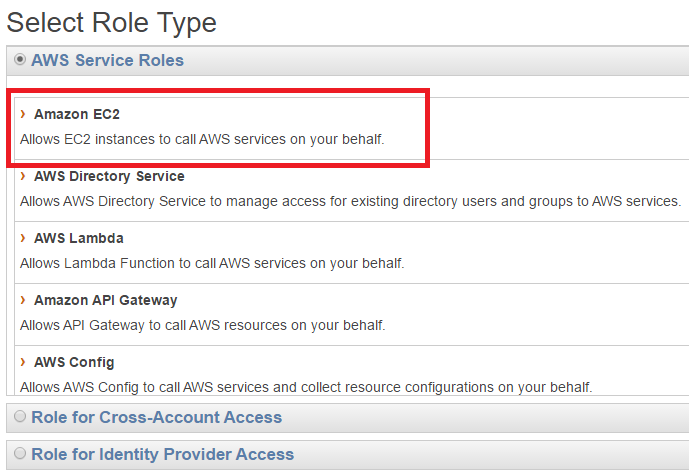 Select Role Type
AWS Service Roles
› Amazon EC2
Allows EC2 instances to call AWS services on your behalf.
› AWS Directory Service
Allows AWS Directory Service to manage access for existing directory users and groups to AWS services.
› AWS Lambda
Allows Lambda Function to call AWS services on your behalf.
› Amazon API Gateway
Allows API Gateway to call AWS resources on your behalf.
› AWS Config
Allows AWS Config to call AWS services and collect resource configurations on your behalf.
Role for Cross-Account Access
Role for Identity Provider Access